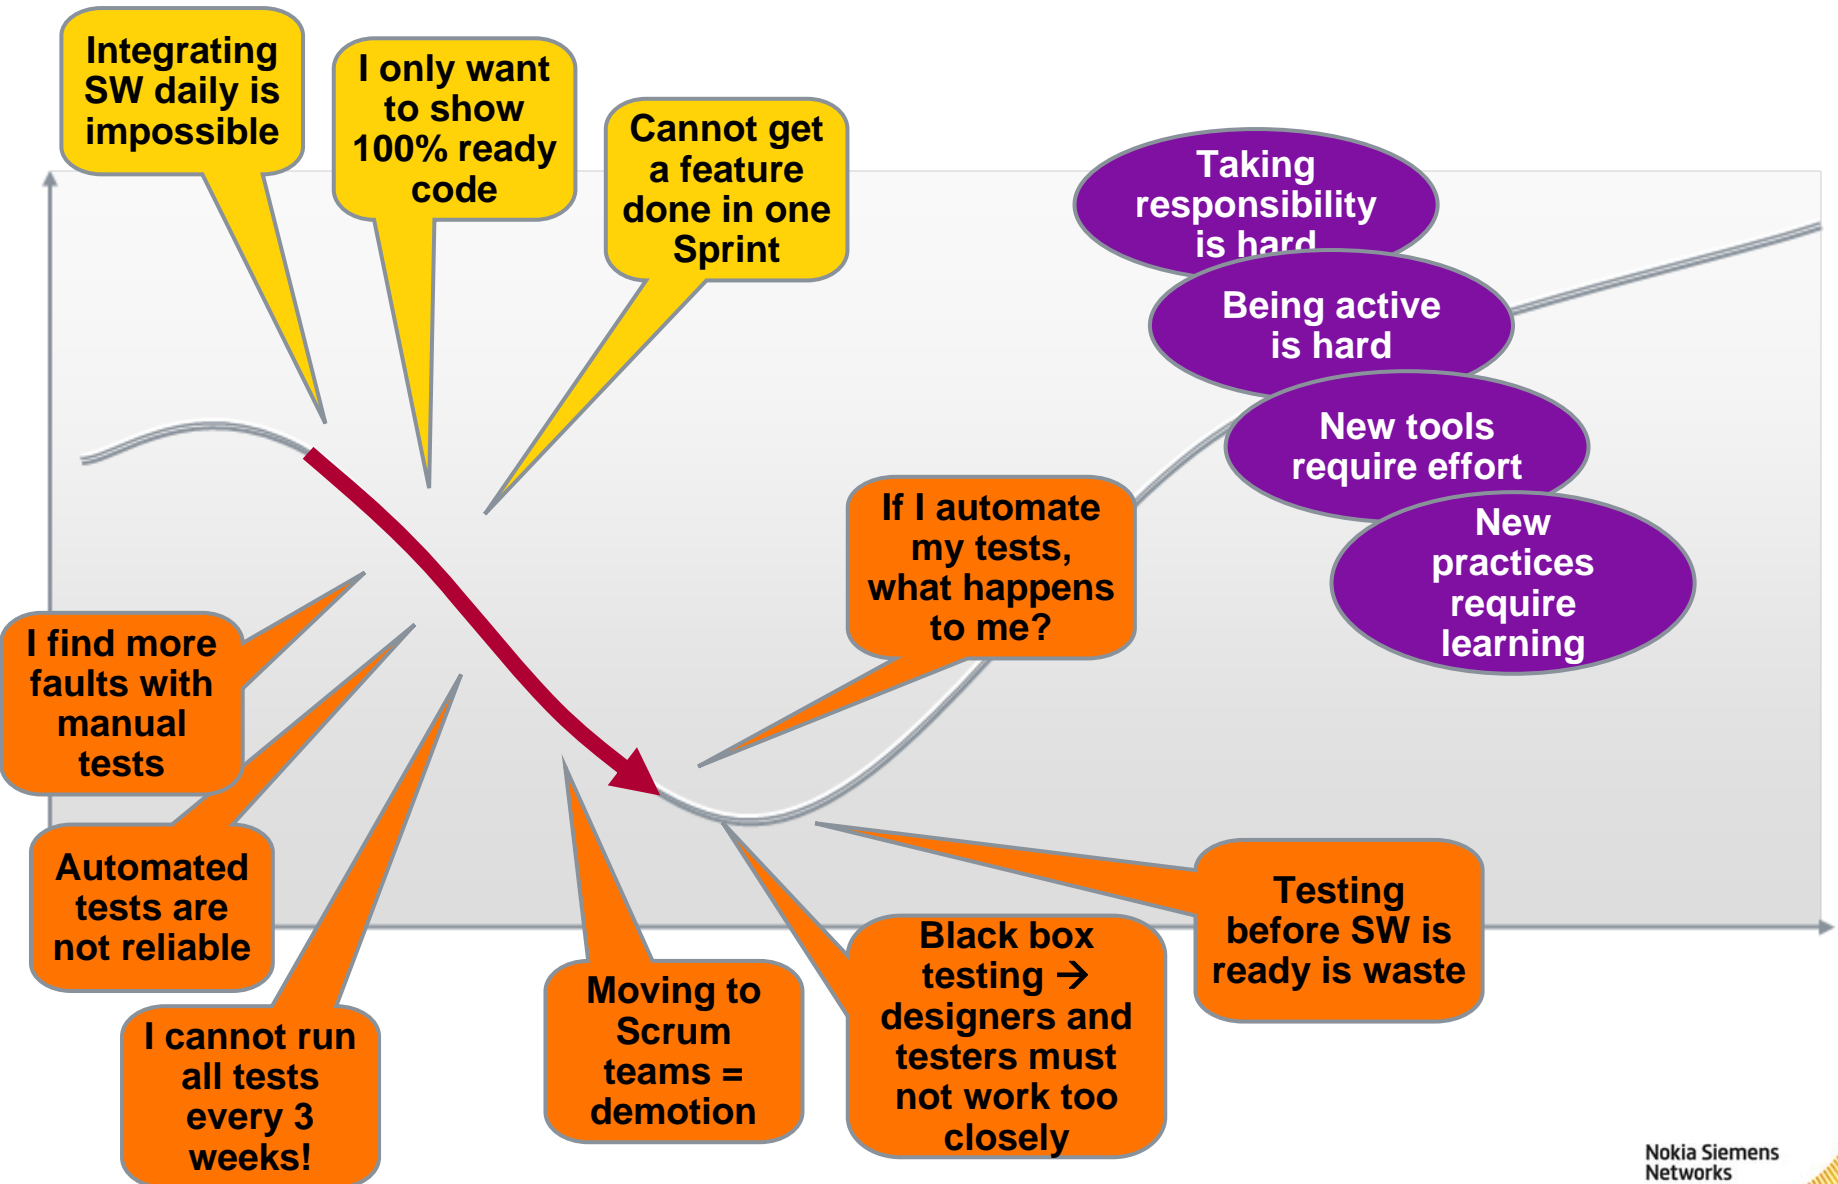 Integrating
SW daily is
impossible
I only want
to show
100% ready
code
Cannot get
a feature
done in one
Sprint
Taking
responsibility
is hard
Being active
is hard
New tools
require effort
New
practices
require
learning
If I automate
my tests,
what happens
to me?
I find more
faults with
manual
tests
Automated
tests are
not reliable
I cannot run
all tests
every 3
weeks!
Moving to
Scrum
teams =
demotion
Black box
testing →
designers and
testers must
not work too
closely
Testing
before SW is
ready is waste
Nokia Siemens
Networks